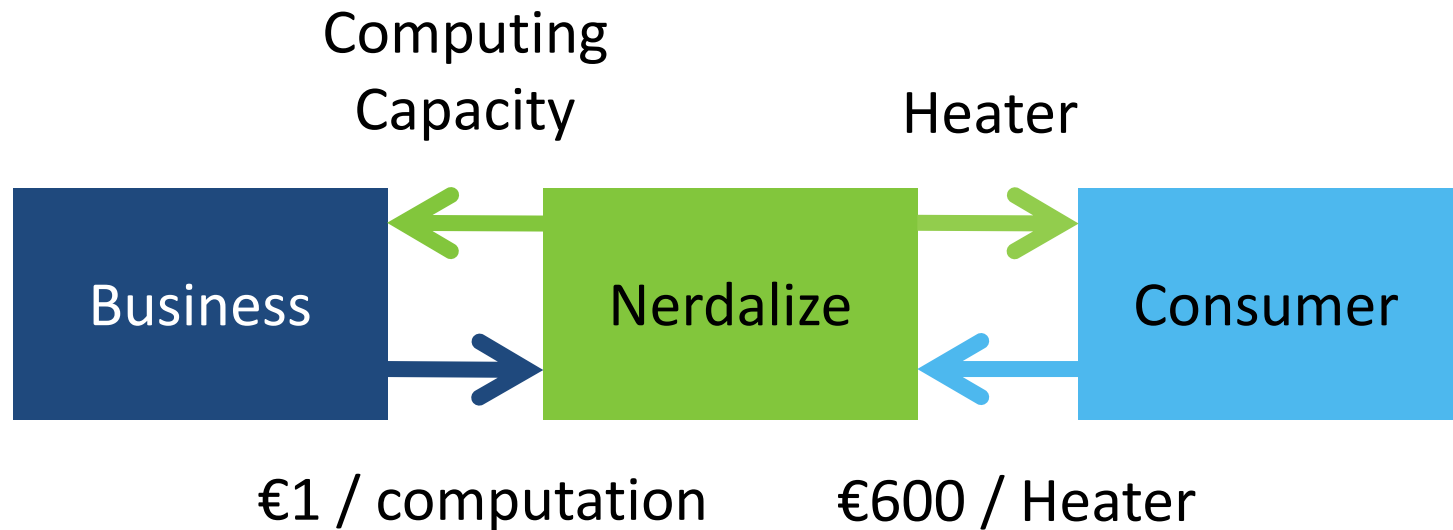 Computing
Capacity
Heater
Business
Nerdalize
Consumer
€1 / computation
€600 / Heater